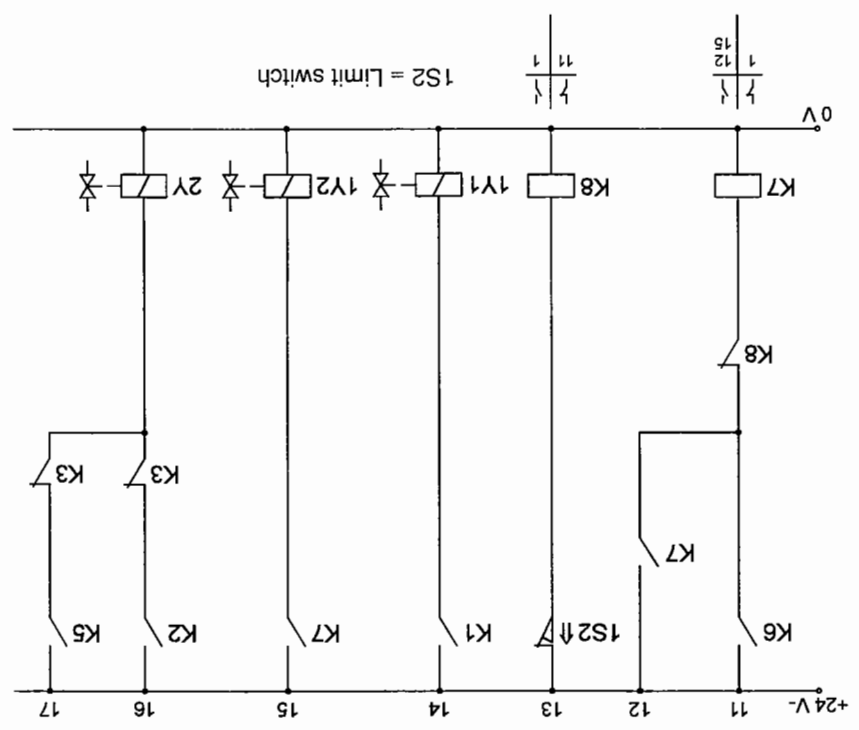 +24 V- 11 12 13 14 15 16 17
K6 1S2 K1 K7 K2 K5
K7
K3 K3
K8
K7 K8 1Y1 1Y2 2Y
0 V
1 12 11 1 1S2 = Limit switch
15